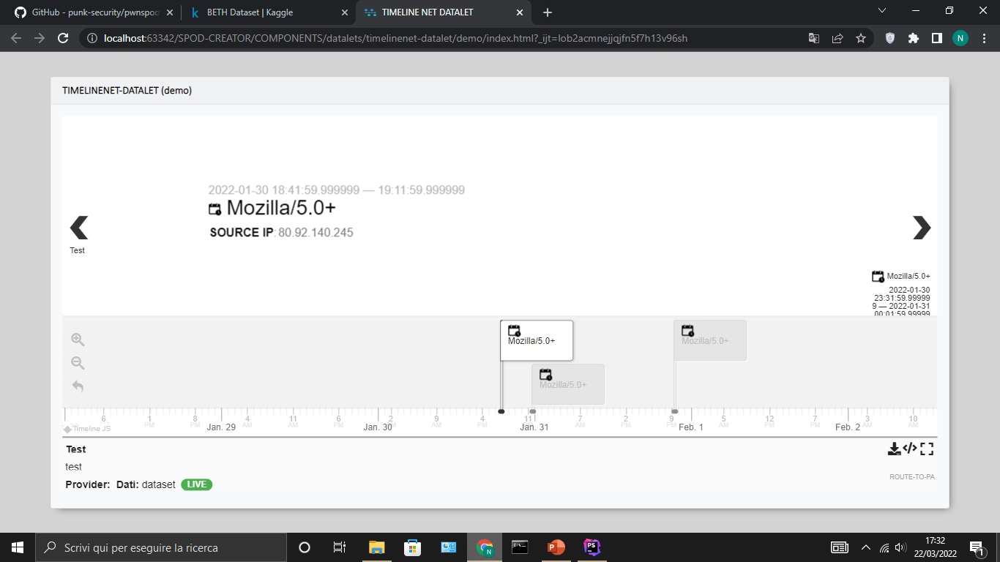 GitHub - punk-security/pwnspoo
BETH Dataset | Kaggle
TIMELINE NET DATALET
localhost:63342/SPOD-CREATOR/COMPONENTS/datalets/timelinenet-datalet/demo/index.html?_ijt=lob2acmnejjqjfn5f7h13v96sh
N
TIMELINENET-DATALET (demo)
2022-01-30 18:41:59.999999 — 19:11:59.999999
Mozilla/5.0+
SOURCE IP: 80.92.140.245
Test
Mozilla/5.0+
2022-01-30
23:31:59.99999
9 — 2022-01-31
00:01:59.99999
Mozilla/5.0+
Mozilla/5.0+
Mozilla/5.0+
6 PM
1 PM
8 PM
Jan. 29
4 AM
11 AM
6 PM
Jan. 30
2 AM
9 AM
4 PM
11 PM
Jan. 31
7 AM
2 PM
9 PM
Feb. 1
5 AM
12 PM
7 PM
Feb. 2
3 AM
10 AM
Timeline JS
Test
test
Provider: Dati: dataset LIVE
ROUTE-TO-PA
Scrivi qui per eseguire la ricerca
N
PS
17:32
22/03/2022
1